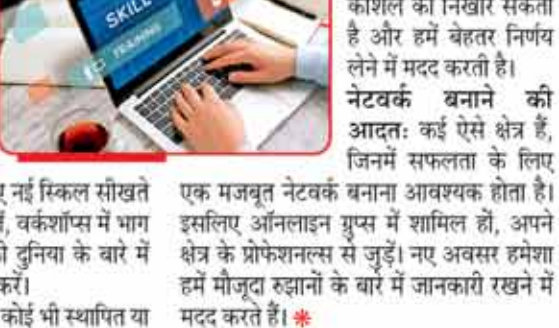 SKILL
TRAINING
कौशल को निखार सकती
है और हमें बेहतर निर्णय
लेने में मदद करती है।
नेटवर्क बनाने की
आदत: कई ऐसे क्षेत्र हैं,
जिनमें सफलता के लिए
एक मजबूत नेटवर्क बनाना आवश्यक होता है।
इसलिए ऑनलाइन ग्रुप्स में शामिल हों, अपने
क्षेत्र के प्रोफेशनल्स से जुड़ें। नए अवसर हमेशा
हमें मौजूदा रुझानों के बारे में जानकारी रखने में
मदद करते हैं।
नई स्किल सीखते
वर्कशॉप्स में भाग
दुनिया के बारे में
करें।
कोई भी स्थापित या